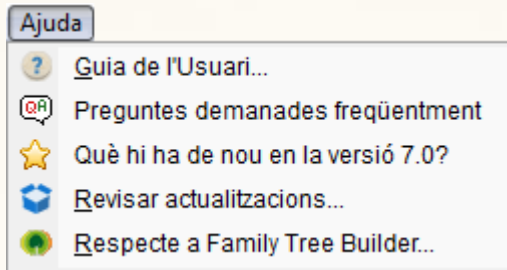 Ajuda
Guia de l'Usuari...
QA
Preguntes demanades freqüentment
Què hi ha de nou en la versió 7.0?
Revisar actualitzacions...
Respecte a Family Tree Builder...